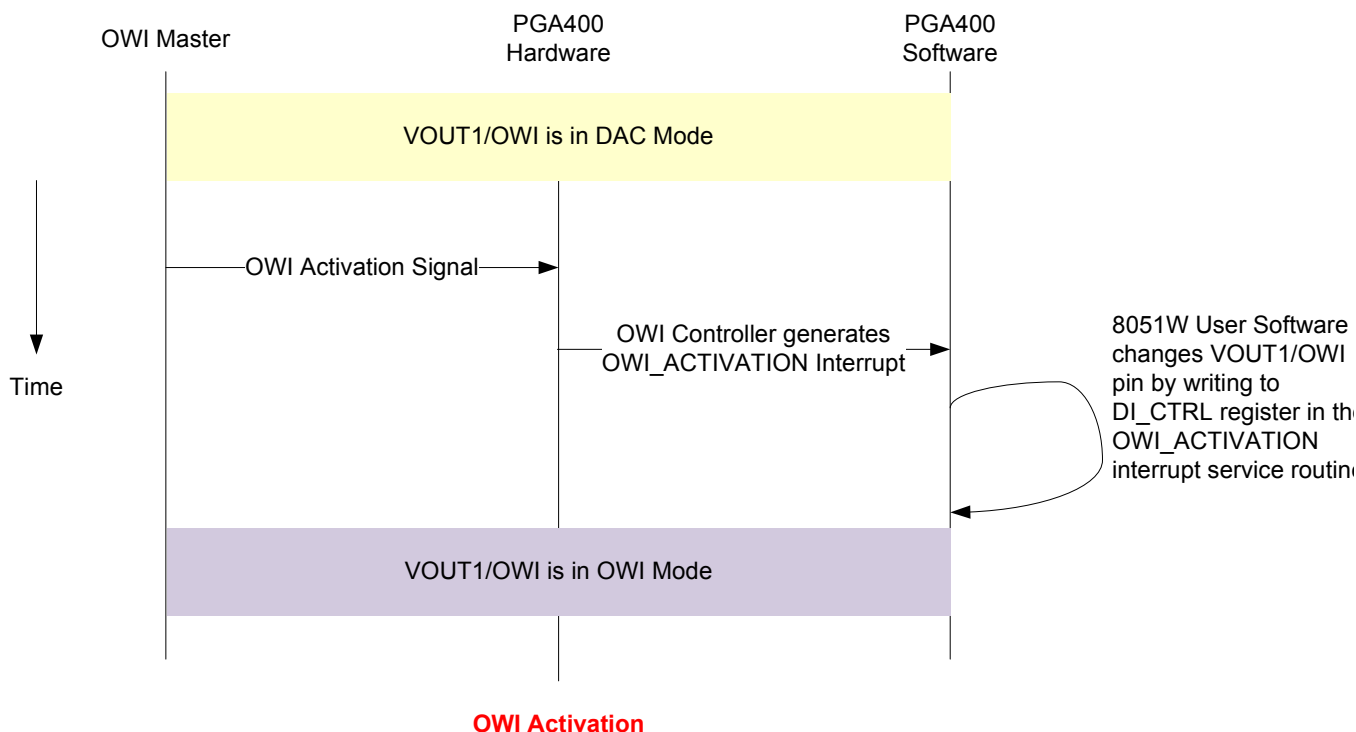 OWI Master
PGA400
Hardware
PGA400
Software
VOUT1/OWI is in DAC Mode
OWI Activation Signal
OWI Controller generates
OWI_ACTIVATION Interrupt
Time
8051W User Software
changes VOUT1/OWI
pin by writing to
DI_CTRL register in the
OWI_ACTIVATION
interrupt service routine
VOUT1/OWI is in OWI Mode
OWI Activation